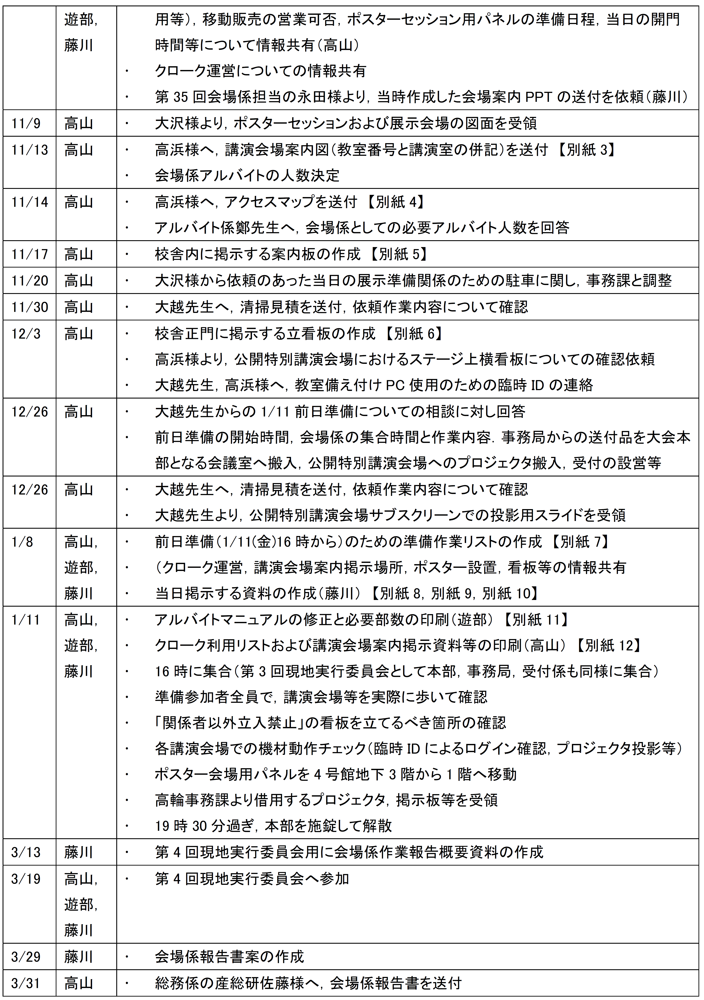 遊部, 用等), 移動販売の営業可否, ポスターセッション用パネルの準備日程, 当日の開門
藤川 時間等について情報共有(高山)
・ クローク運営についての情報共有
・ 第 35 回会場係担当の永田様より, 当時作成した会場案内 PPT の送付を依頼(藤川)
11/9 高山 ・ 大沢様より, ポスターセッションおよび展示会場の図面を受領
11/13 高山 ・ 高浜様へ, 講演会場案内図(教室番号と講演室の併記)を送付 【別紙 3】
・ 会場係アルバイトの人数決定
11/14 高山 ・ 高浜様へ, アクセスマップを送付 【別紙 4】
・ アルバイト係鄭先生へ, 会場係としての必要アルバイト人数を回答
11/17 高山 ・ 校舎内に掲示する案内板の作成 【別紙 5】
11/20 高山 ・ 大沢様から依頼のあった当日の展示準備関係のための駐車に関し, 事務課と調整
11/30 高山 ・ 大越先生へ, 清掃見積を送付, 依頼作業内容について確認
12/3 高山 ・ 校舎正門に掲示する立看板の作成 【別紙 6】
・ 高浜様より, 公開特別講演会場におけるステージ上横看板についての確認依頼
・ 大越先生, 高浜様へ, 教室備え付け PC 使用のための臨時 ID の連絡
12/26 高山 ・ 大越先生からの 1/11 前日準備についての相談に対し回答
・ 前日準備の開始時間, 会場係の集合時間と作業内容. 事務局からの送付品を大会本
部となる会議室へ搬入, 公開特別講演会場へのプロジェクタ搬入, 受付の設営等
12/26 高山 ・ 大越先生へ, 清掃見積を送付, 依頼作業内容について確認
・ 大越先生より, 公開特別講演会場サブスクリーンでの投影用スライドを受領
1/8 高山, ・ 前日準備(1/11(金)16 時から)のための準備作業リストの作成 【別紙 7】
遊部, ・ (クローク運営, 講演会場案内掲示場所, ポスター設置, 看板等の情報共有
藤川 ・ 当日掲示する資料の作成(藤川) 【別紙 8, 別紙 9, 別紙 10】
1/11 高山, ・ アルバイトマニュアルの修正と必要部数の印刷(遊部) 【別紙 11】
遊部, ・ クローク利用リストおよび講演会場案内掲示資料等の印刷(高山) 【別紙 12】
藤川 ・ 16 時に集合(第 3 回現地実行委員会として本部, 事務局, 受付係も同様に集合)
・ 準備参加者全員で, 講演会場等を実際に歩いて確認
・ 「関係者以外立入禁止」の看板を立てるべき箇所の確認
・ 各講演会場での機材動作チェック(臨時 ID によるログイン確認, プロジェクタ投影等)
・ ポスター会場用パネルを 4 号館地下 3 階から 1 階へ移動
・ 高輪事務課より借用するプロジェクタ, 掲示板等を受領
・ 19 時 30 分過ぎ, 本部を施錠して解散
3/13 藤川 ・ 第 4 回現地実行委員会用に会場係作業報告概要資料の作成
3/19 高山, ・ 第 4 回現地実行委員会へ参加
遊部,
藤川
3/29 藤川 ・ 会場係報告書案の作成
3/31 高山 ・ 総務係の産総研佐藤様へ, 会場係報告書を送付